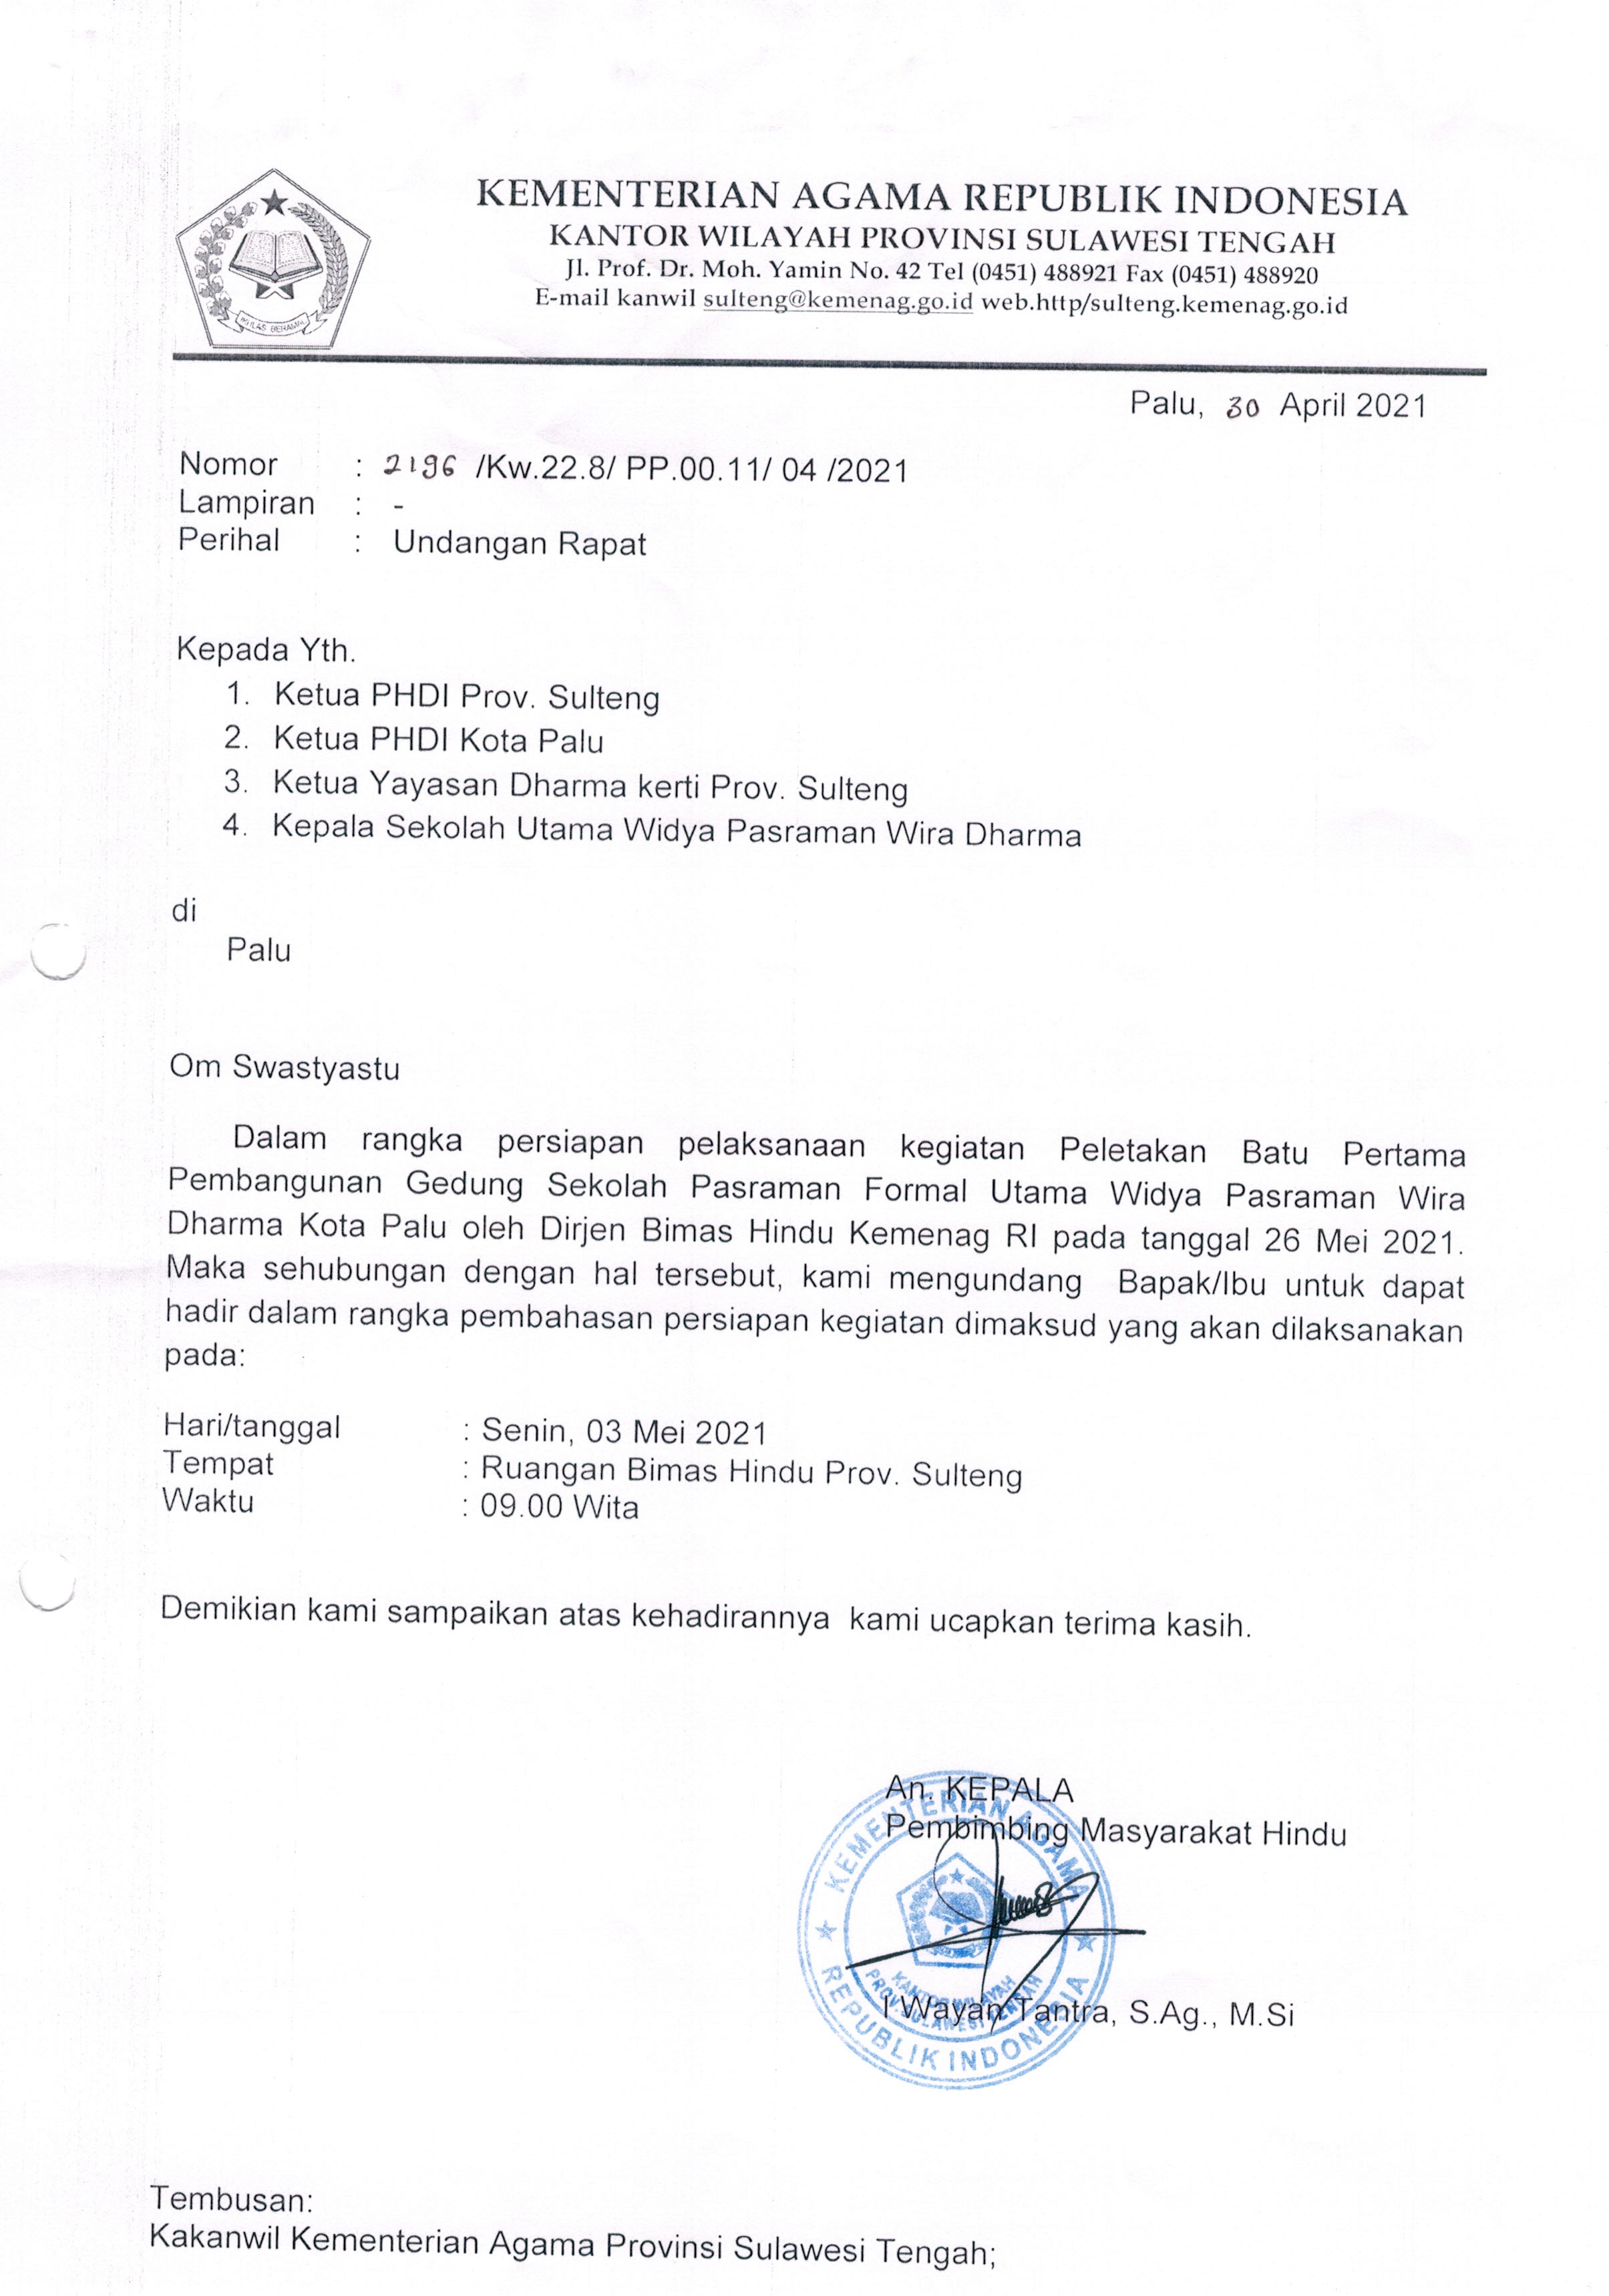 KEMENTERIAN AGAMA REPUBLIK INDONESIA
KANTOR WILAYAH PROVINSI SULAWESI TENGAH
Jl. Prof. Dr. Moh. Yamin No. 42 Tel (0451) 488921 Fax (0451) 488920
E-mail kanwil sulteng@kemenag.go.id web.http/sulteng.kemenag.go.id
IKHLAS BERAMAL
Palu, 30 April 2021
Nomor : 2196 /Kw.22.8/ PP.00.11/ 04 /2021
Lampiran : -
Perihal : Undangan Rapat
Kepada Yth.
1. Ketua PHDI Prov. Sulteng
2. Ketua PHDI Kota Palu
3. Ketua Yayasan Dharma kerti Prov. Sulteng
4. Kepala Sekolah Utama Widya Pasraman Wira Dharma
di
Palu
Om Swastyastu
Dalam rangka persiapan pelaksanaan kegiatan Peletakan Batu Pertama
Pembangunan Gedung Sekolah Pasraman Formal Utama Widya Pasraman Wira
Dharma Kota Palu oleh Dirjen Bimas Hindu Kemenag RI pada tanggal 26 Mei 2021.
Maka sehubungan dengan hal tersebut, kami mengundang Bapak/Ibu untuk dapat
hadir dalam rangka pembahasan persiapan kegiatan dimaksud yang akan dilaksanakan
pada:
Hari/tanggal : Senin, 03 Mei 2021
Tempat : Ruangan Bimas Hindu Prov. Sulteng
Waktu : 09.00 Wita
Demikian kami sampaikan atas kehadirannya kami ucapkan terima kasih.
An. KEPALA
Pembimbing Masyarakat Hindu
KEMENTERIAN AGAMA
KANTOR WILAYAH
PROV. SULAWESI TENGAH
REPUBLIK INDONESIA
I Wayan Tantra, S.Ag., M.Si
Tembusan:
Kakanwil Kementerian Agama Provinsi Sulawesi Tengah;